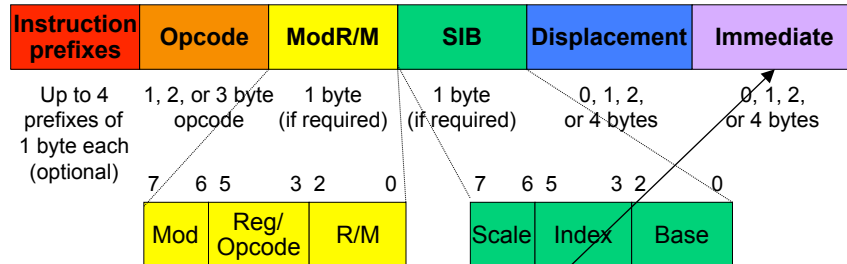 Instruction prefixes
Opcode
ModR/M
SIB
Displacement
Immediate
Up to 4
prefixes of
1 byte each
(optional)
1, 2, or 3 byte
opcode
1 byte
(if required)
1 byte
(if required)
0, 1, 2,
or 4 bytes
0, 1, 2,
or 4 bytes
7 6 5 3 2 0
7 6 5 3 2 0
Mod
Reg/
Opcode
R/M
Scale
Index
Base